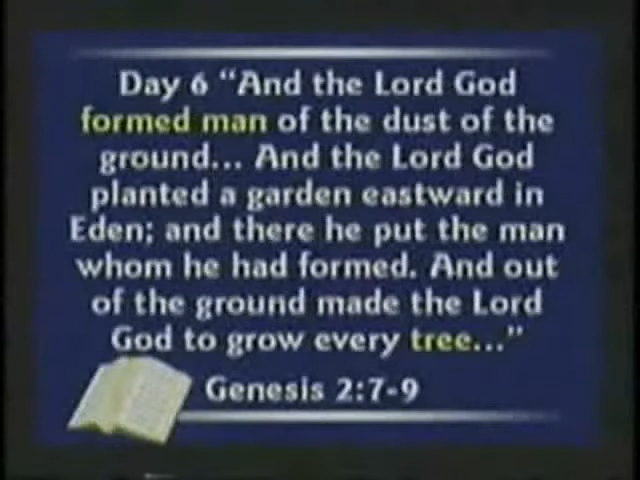 Day 6 “And the Lord God
formed man of the dust of the
ground... And the Lord God
planted a garden eastward in
Eden; and there he put the man
whom he had formed. And out
of the ground made the Lord
God to grow every tree...”
Genesis 2:7-9